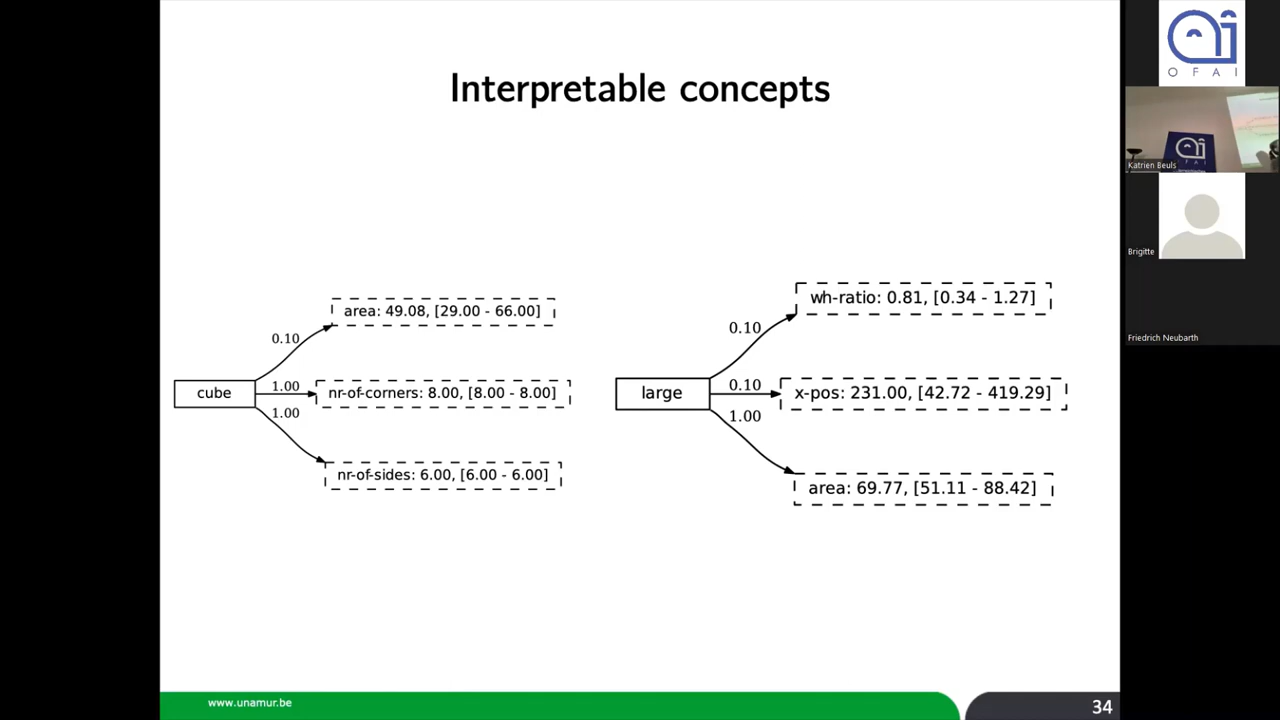 Interpretable concepts
cube
0.10
area: 49.08, [29.00 - 66.00]
1.00
nr-of-corners: 8.00, [8.00 - 8.00]
1.00
nr-of-sides: 6.00, [6.00 - 6.00]
large
0.10
wh-ratio: 0.81, [0.34 - 1.27]
0.10
x-pos: 231.00, [42.72 - 419.29]
1.00
area: 69.77, [51.11 - 88.42]
www.unamur.be
34
OFAI
Katrien Beuls
Brigitte
Friedrich Neubarth